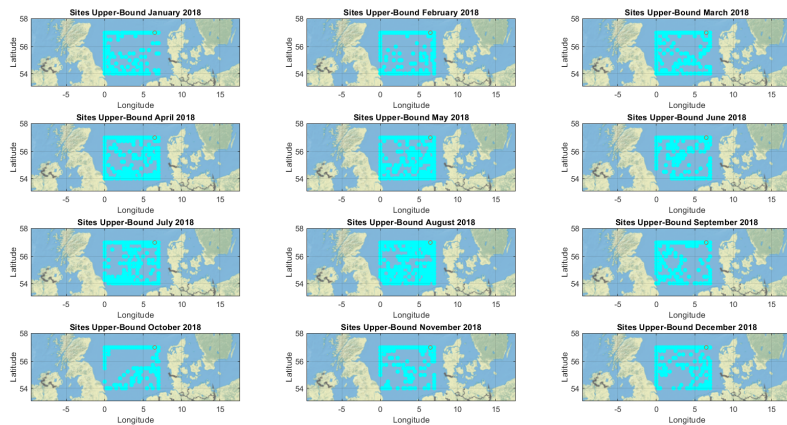 Sites Upper-Bound January 2018
Sites Upper-Bound February 2018
Sites Upper-Bound March 2018
58
56
54
Latitude
-5 0 5 10 15
Longitude
58
56
54
Latitude
-5 0 5 10 15
Longitude
58
56
54
Latitude
-5 0 5 10 15
Longitude
Sites Upper-Bound April 2018
Sites Upper-Bound May 2018
Sites Upper-Bound June 2018
58
56
54
Latitude
-5 0 5 10 15
Longitude
58
56
54
Latitude
-5 0 5 10 15
Longitude
58
56
54
Latitude
-5 0 5 10 15
Longitude
Sites Upper-Bound July 2018
Sites Upper-Bound August 2018
Sites Upper-Bound September 2018
58
56
54
Latitude
-5 0 5 10 15
Longitude
58
56
54
Latitude
-5 0 5 10 15
Longitude
58
56
54
Latitude
-5 0 5 10 15
Longitude
Sites Upper-Bound October 2018
Sites Upper-Bound November 2018
Sites Upper-Bound December 2018
58
56
54
Latitude
-5 0 5 10 15
Longitude
58
56
54
Latitude
-5 0 5 10 15
Longitude
58
56
54
Latitude
-5 0 5 10 15
Longitude